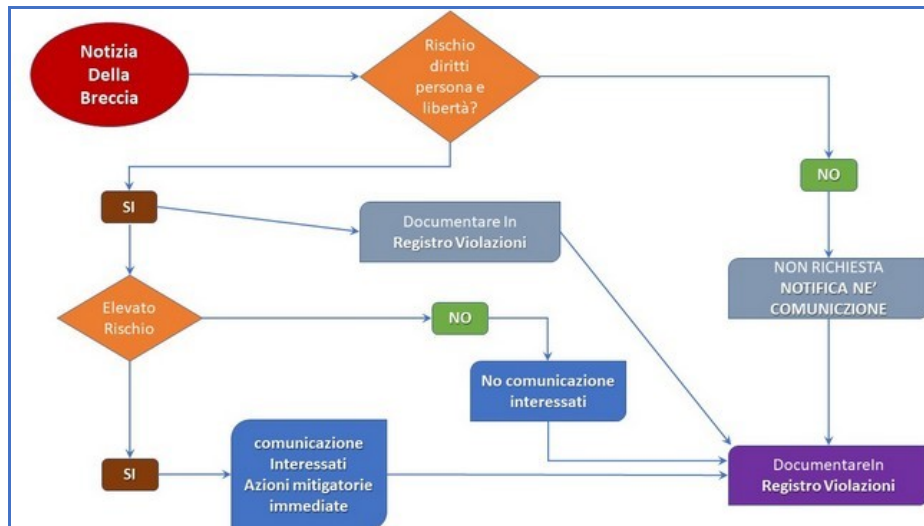 Notizia
Della
Breccia
Rischio
diritti
persona e
libertà?
NO
SI
Documentare In
Registro Violazioni
NON RICHIESTA
NOTIFICA NE’
COMUNICZIONE
Elevato
Rischio
NO
No comunicazione
interessati
SI
comunicazione
Interessati
Azioni mitigatorie
immediate
DocumentareIn
Registro Violazioni